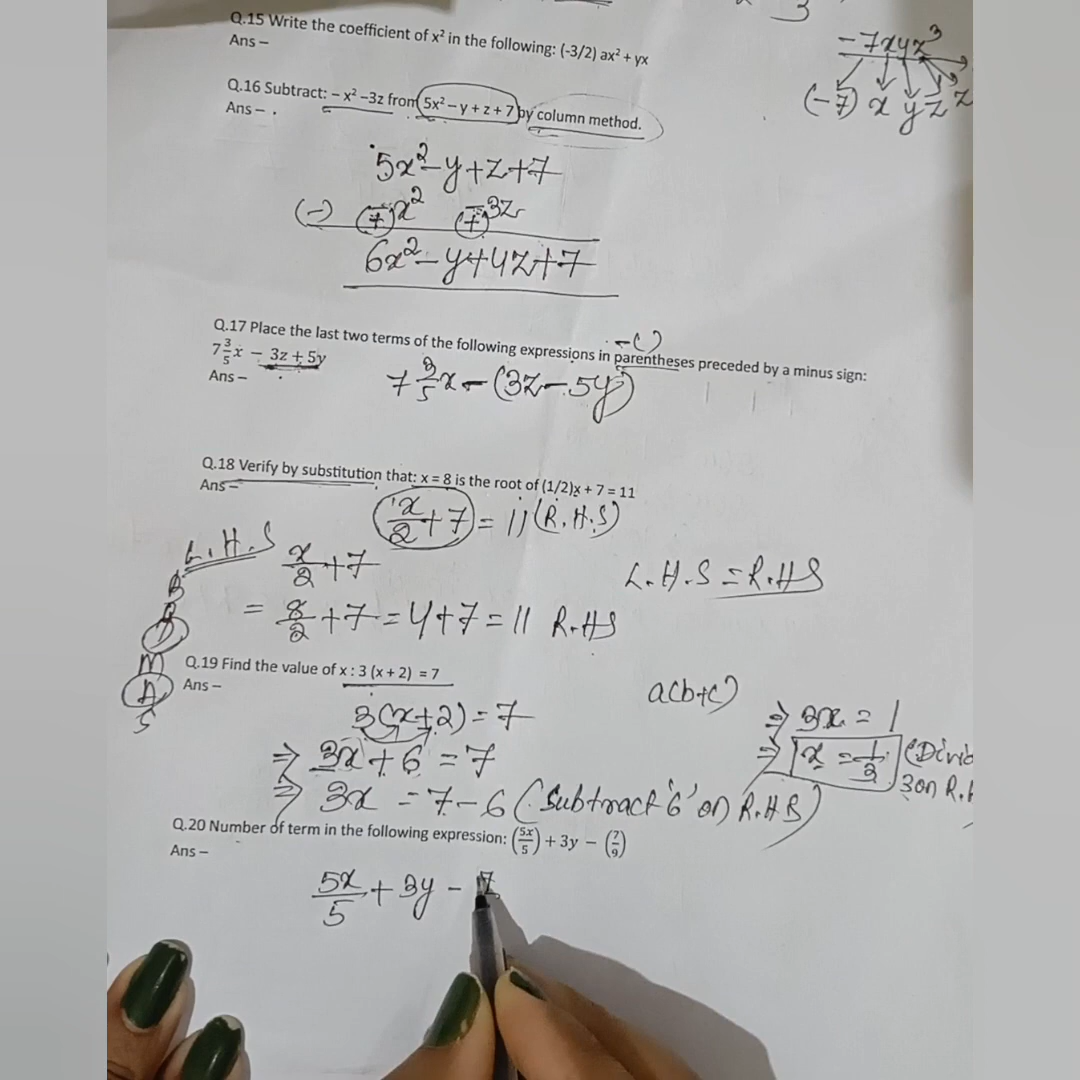 3
-7xyz³
(-7) x y z z
Q.15 Write the coefficient of x² in the following: (-3/2) ax² + yx
Ans –
Q.16 Subtract: – x² –3z from 5x² – y + z + 7 by column method.
Ans – .
5x² - y + z + 7
(-) x² 3z
6x² - y + 4z + 7
Q.17 Place the last two terms of the following expressions in parentheses preceded by a minus sign:
-( )
7 3/5 x – 3z + 5y
Ans –
7 3/5 x - (3z - 5y)
Q.18 Verify by substitution that: x = 8 is the root of (1/2)x + 7 = 11
Ans –
x/2 + 7 = 11 (R.H.S)
L.H.S
x/2 + 7
L.H.S = R.HS
= 8/2 + 7 = 4 + 7 = 11 R.HS
B
D
M
A
S
Q.19 Find the value of x : 3 (x + 2) = 7
Ans –
a(b+c)
3(x+2) = 7
⇒ 3x + 6 = 7
⇒ 3x = 7 - 6 (Subtract '6' on R.H.S)
⇒ 3x = 1
⇒ x = 1/3
3 on R.
Q.20 Number of term in the following expression: (5x/5) + 3y – (7/9)
Ans –
5x/5 + 3y - 7